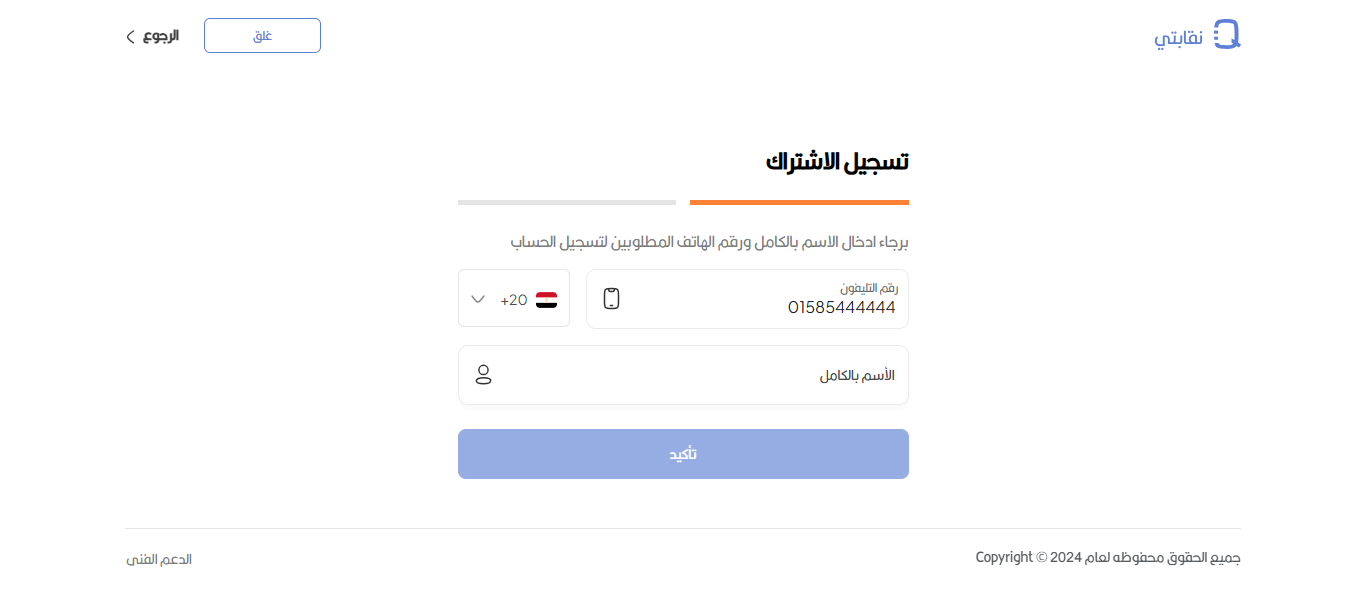 نقابتي
غلق
الرجوع
تسجيل الاشتراك
برجاء ادخال الاسم بالكامل ورقم الهاتف المطلوبين لتسجيل الحساب
رقم التليفون
01585444444
+20
الأسم بالكامل
تأكيد
جميع الحقوق محفوظه لعام 2024 © Copyright
الدعم الفنى